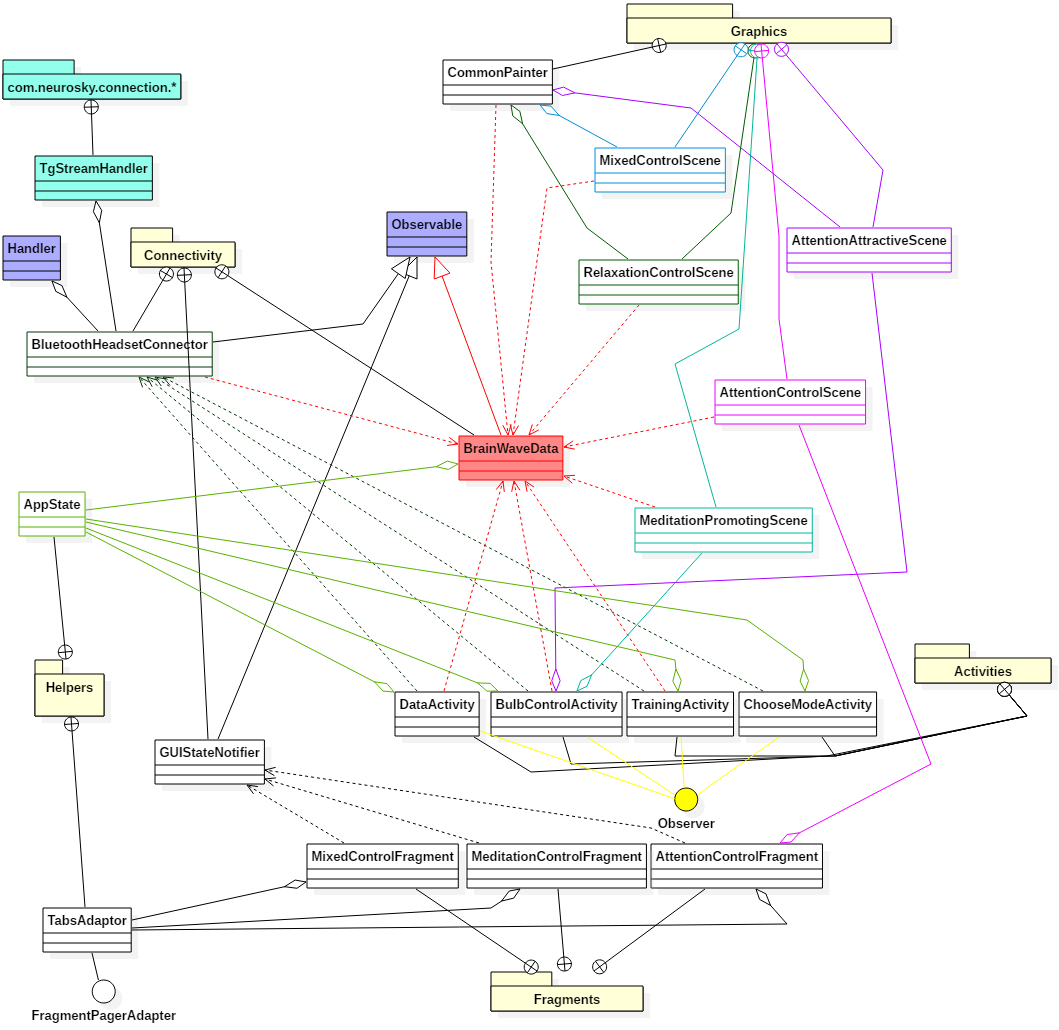 Graphics
CommonPainter
com.neurosky.connection.*
TgStreamHandler
MixedControlScene
Observable
Handler
Connectivity
AttentionAttractiveScene
RelaxationControlScene
BluetoothHeadsetConnector
AttentionControlScene
BrainWaveData
AppState
MeditationPromotingScene
Activities
Helpers
DataActivity
BulbControlActivity
TrainingActivity
ChooseModeActivity
GUIStateNotifier
Observer
MixedControlFragment
MeditationControlFragment
AttentionControlFragment
TabsAdaptor
Fragments
FragmentPagerAdapter